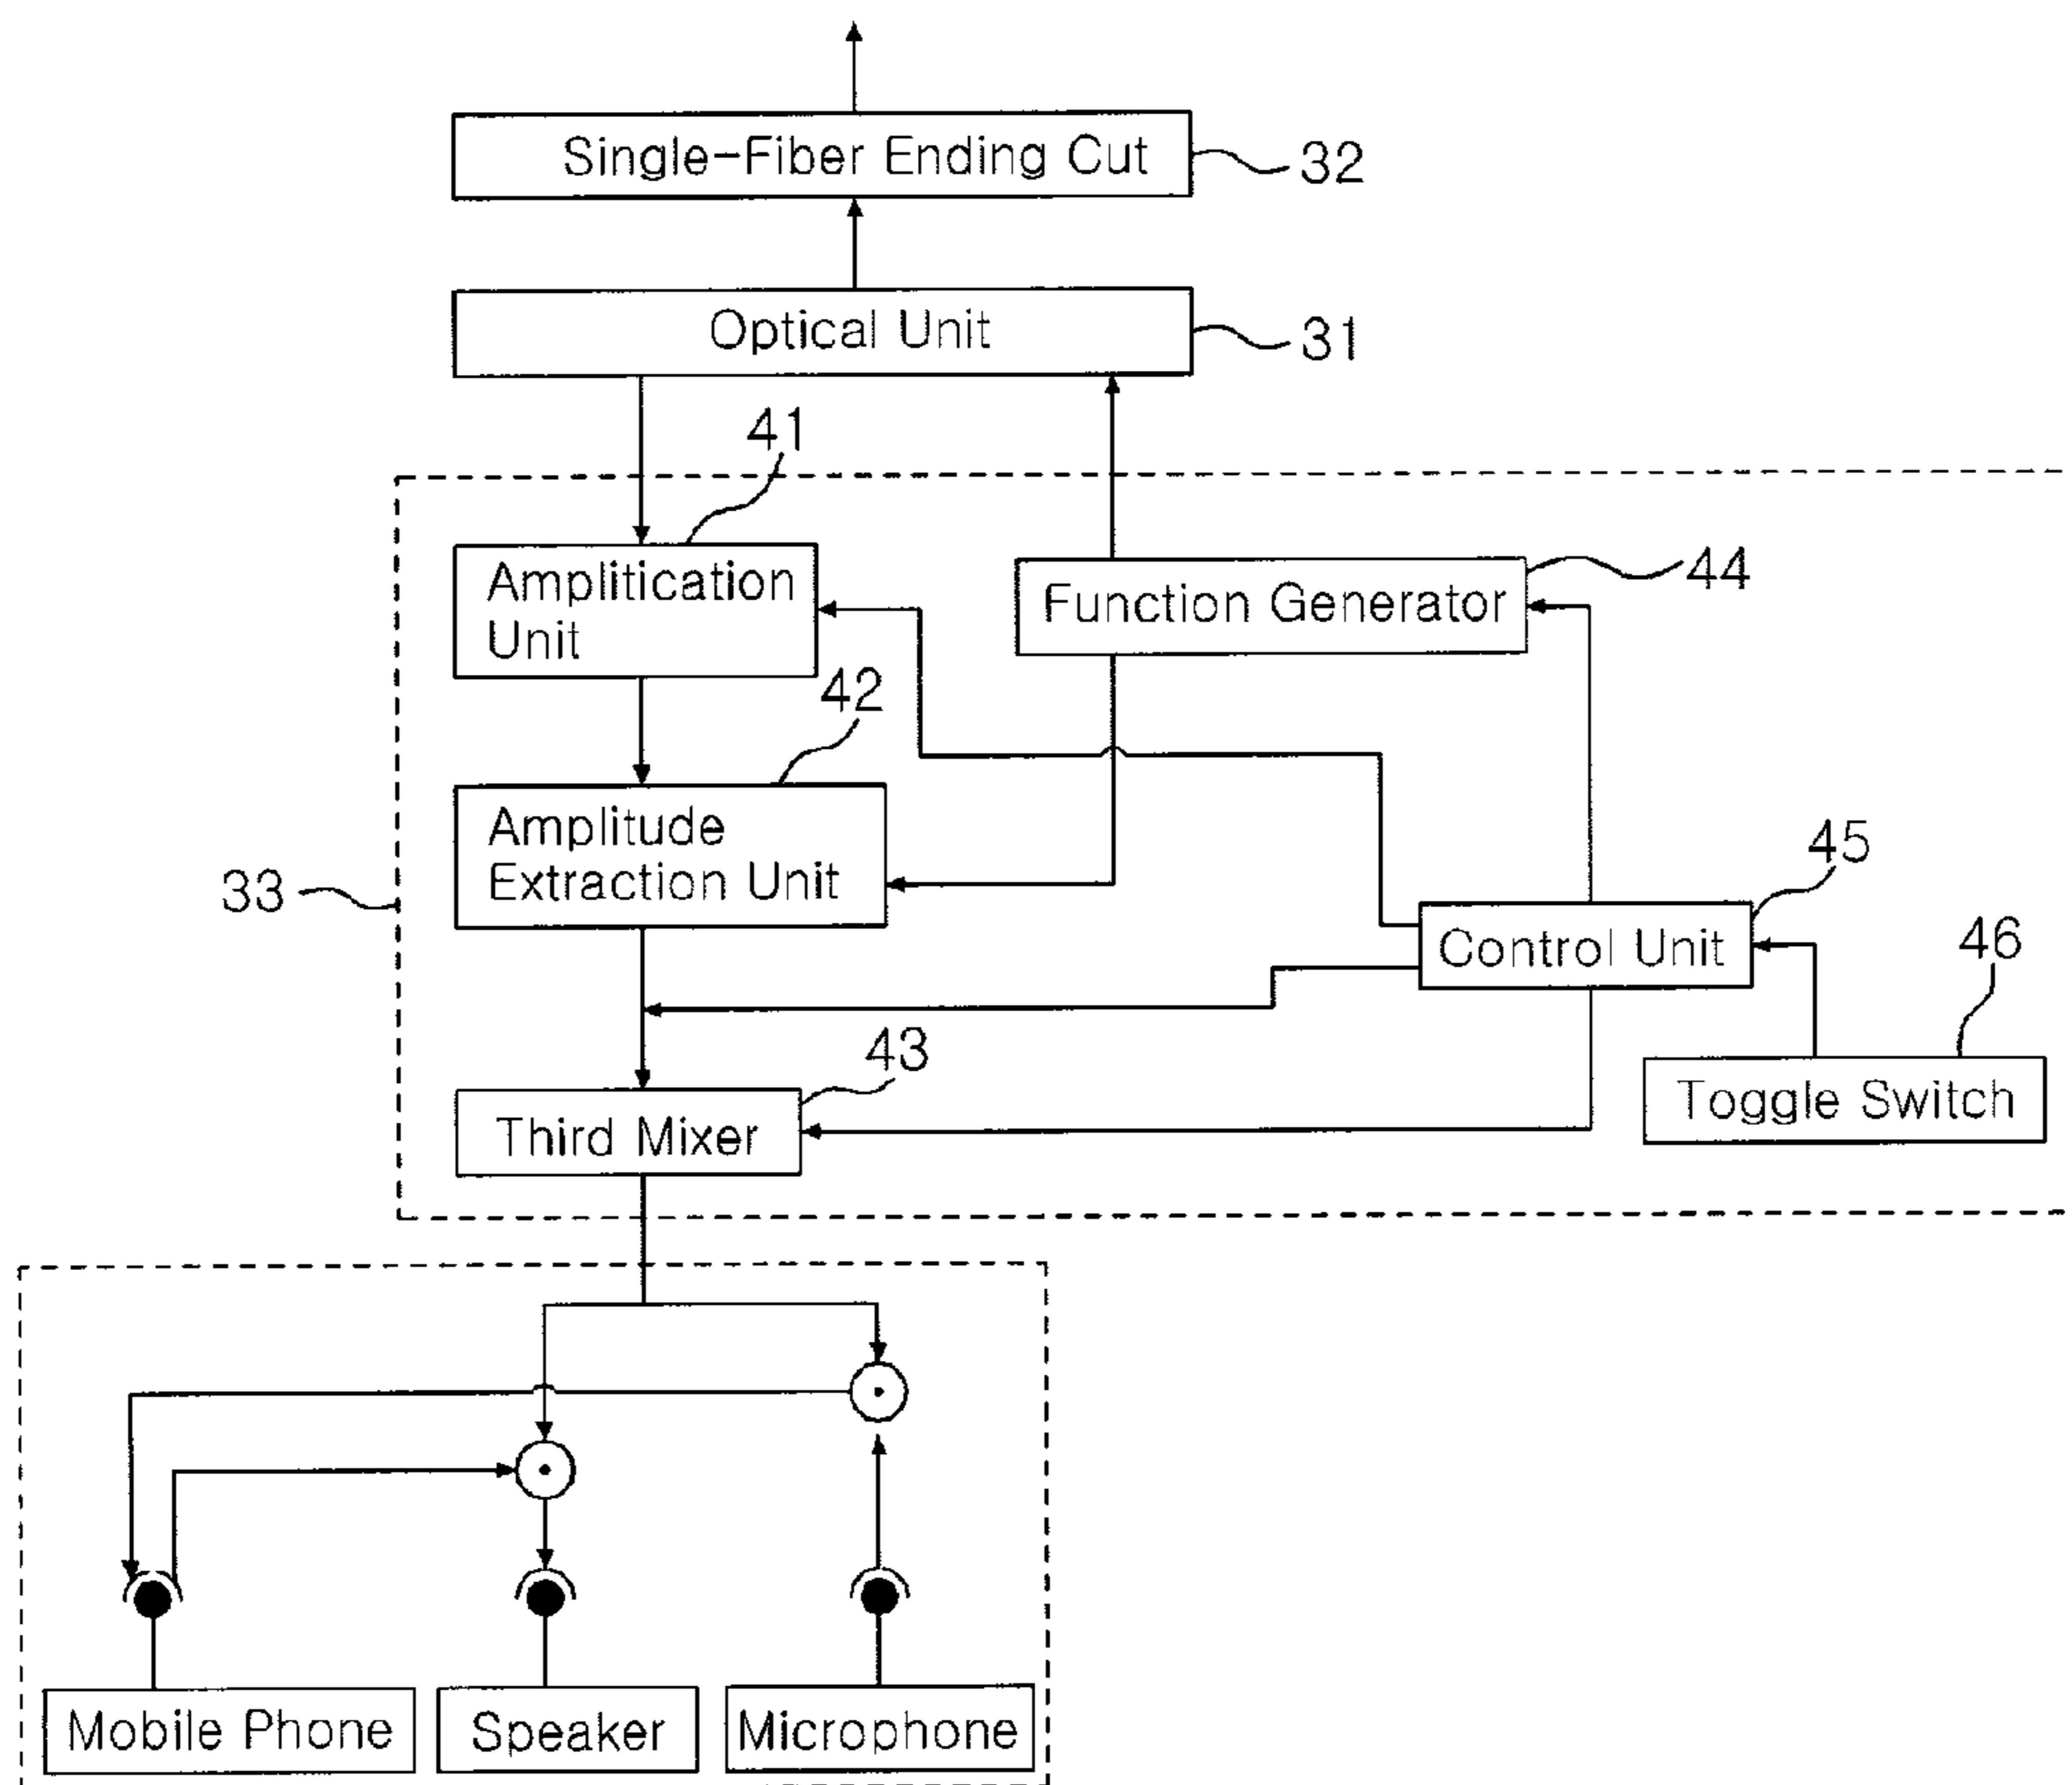 Single-Fiber Ending Cut
32
Optical Unit
31
41
Amplitication
Unit
Function Generator
44
42
Amplitude
Extraction Unit
33
45
Control Unit
46
43
Toggle Switch
Third Mixer
Mobile Phone
Speaker
Microphone